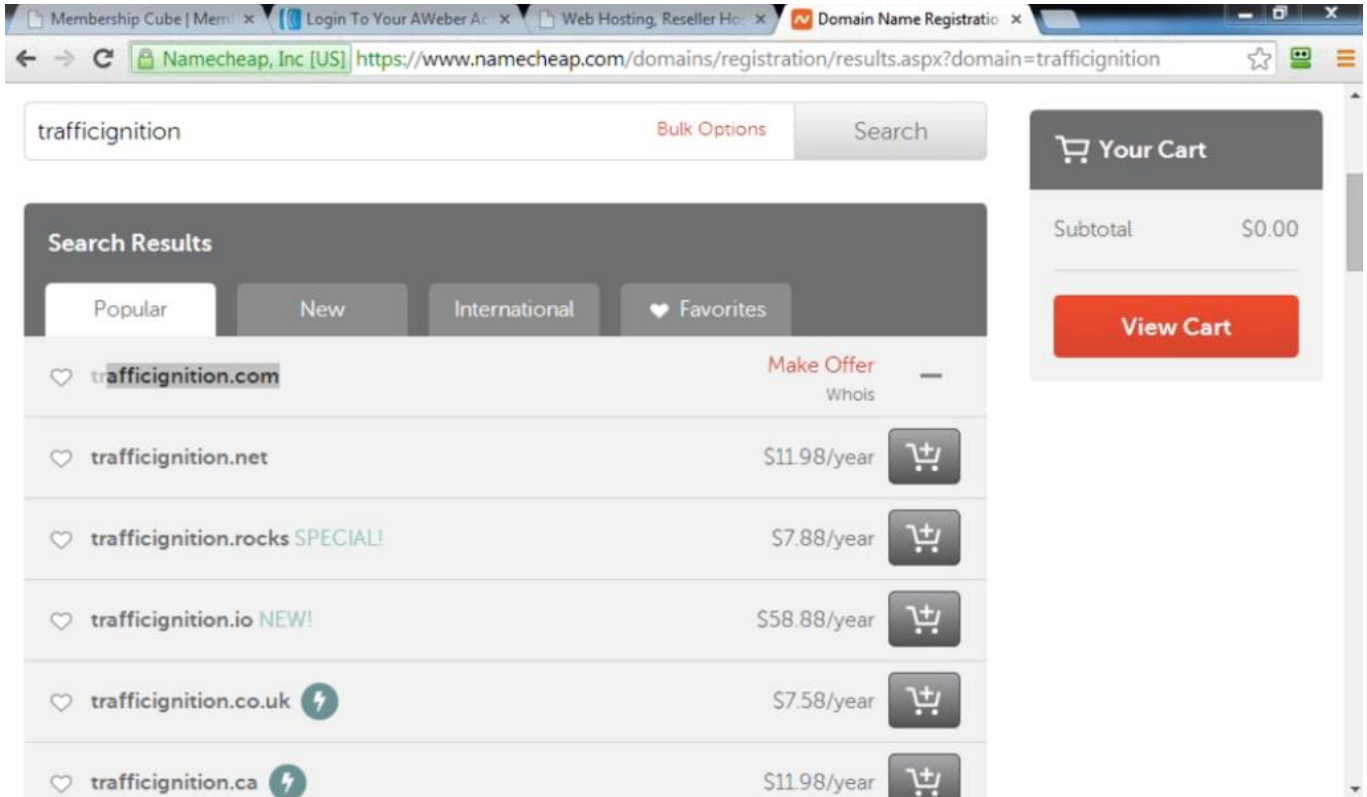 Membership Cube | Mem
Login To Your AWeber Ac
Web Hosting, Reseller Ho
Domain Name Registratio
Namecheap, Inc [US] https://www.namecheap.com/domains/registration/results.aspx?domain=trafficignition
trafficignition Bulk Options Search
Your Cart
Search Results
Subtotal $0.00
Popular New International Favorites
View Cart
trafficignition.com Make Offer
Whois
trafficignition.net $11.98/year
trafficignition.rocks SPECIAL! $7.88/year
trafficignition.io NEW! $58.88/year
trafficignition.co.uk $7.58/year
trafficignition.ca $11.98/year